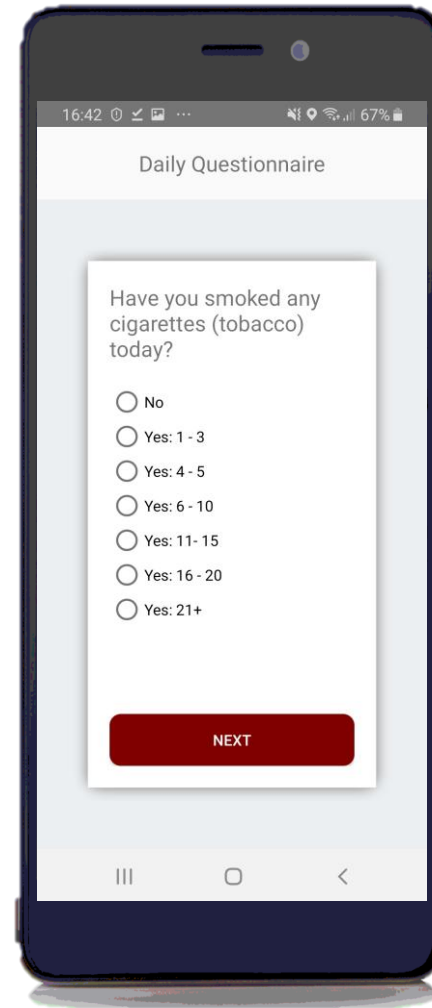 16:42 ... 67%
Daily Questionnaire
Have you smoked any
cigarettes (tobacco)
today?
No
Yes: 1 - 3
Yes: 4 - 5
Yes: 6 - 10
Yes: 11- 15
Yes: 16 - 20
Yes: 21+
NEXT